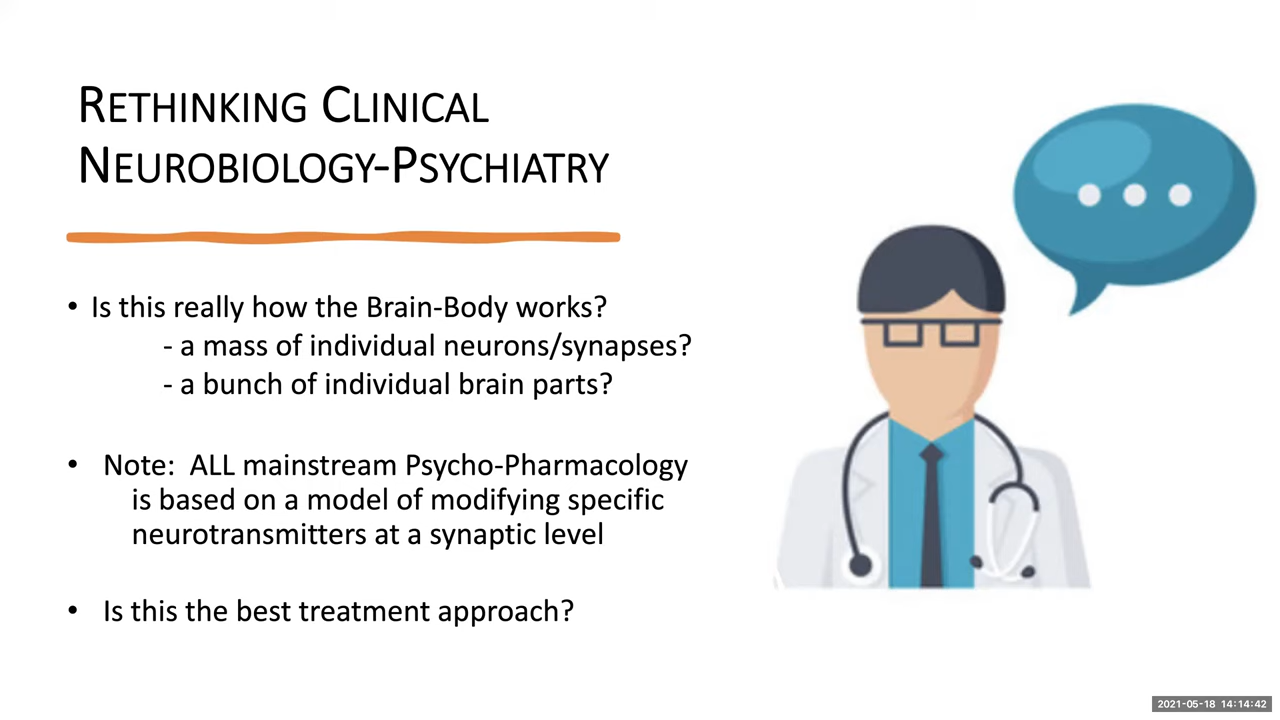 RETHINKING CLINICAL
NEUROBIOLOGY-PSYCHIATRY
• Is this really how the Brain-Body works?
- a mass of individual neurons/synapses?
- a bunch of individual brain parts?
• Note: ALL mainstream Psycho-Pharmacology
is based on a model of modifying specific
neurotransmitters at a synaptic level
• Is this the best treatment approach?
2021-05-18 14:14:42